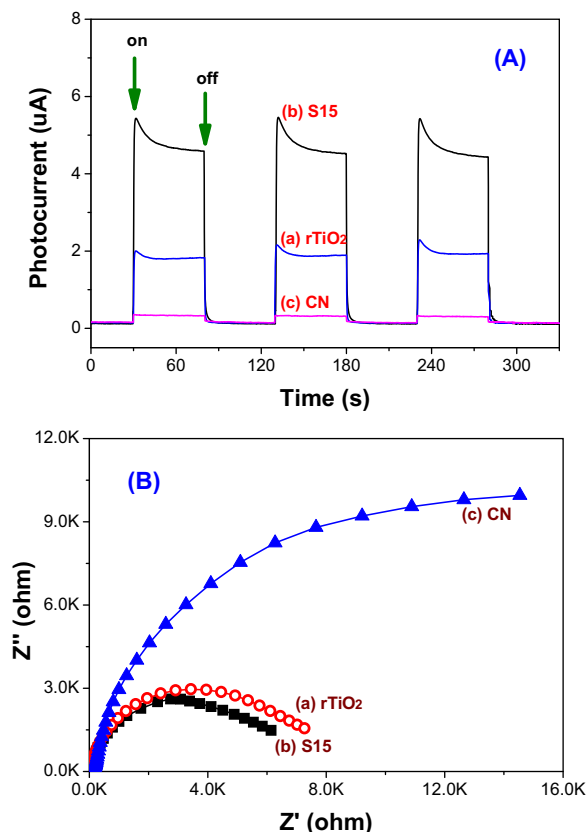 8
6
4
2
0
Photocurrent (uA)
on
off
(A)
(b) S15
(a) rTiO2
(c) CN
0 60 120 180 240 300
Time (s)
12.0K
9.0K
6.0K
3.0K
0.0K
Z'' (ohm)
(B)
(c) CN
(a) rTiO2
(b) S15
0.0K 4.0K 8.0K 12.0K 16.0K
Z' (ohm)